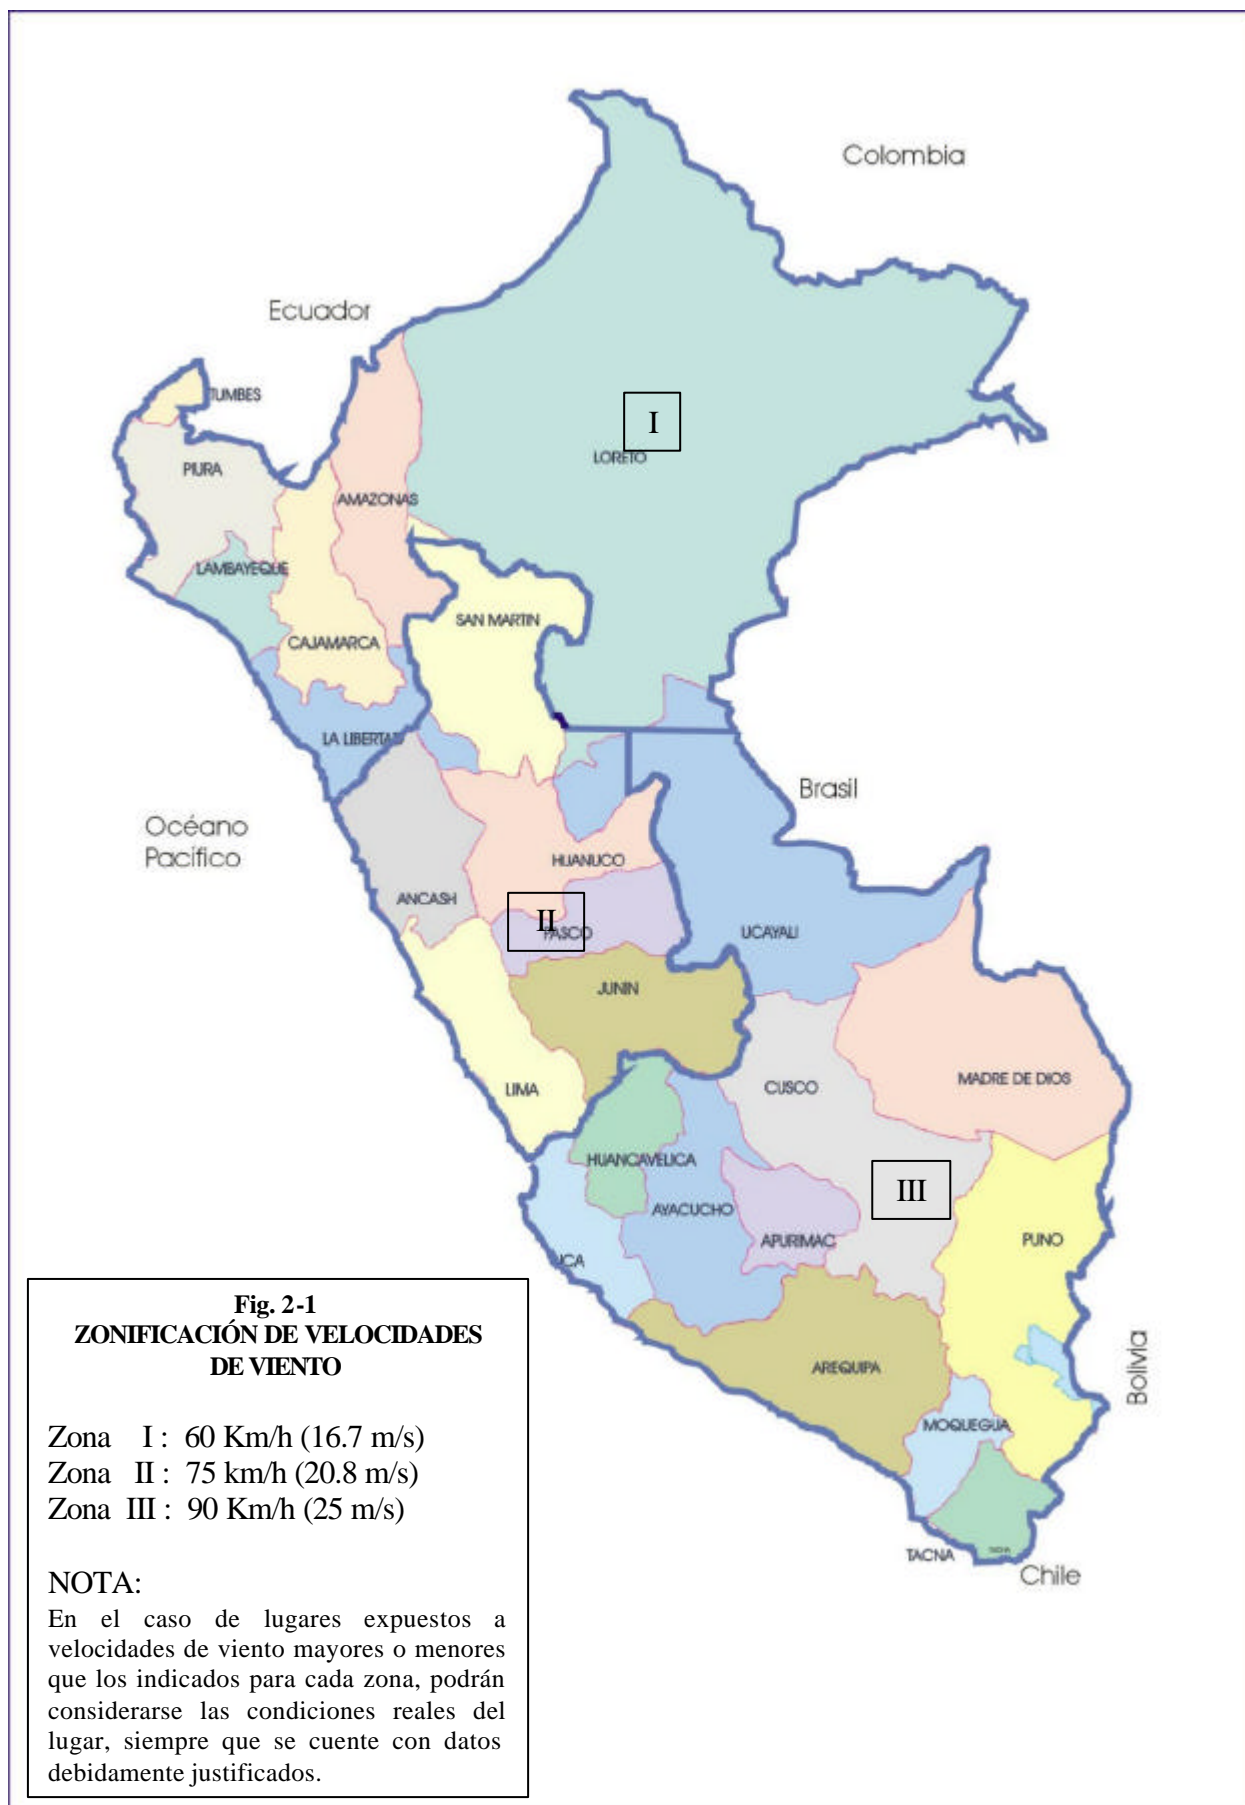 Colombia
Ecuador
TUMBES
I
LORETO
PIURA
AMAZONAS
LAMBAYEQUE
SAN MARTIN
CAJAMARCA
LA LIBERTAD
Brasil
Océano
Pacífico
HUANUCO
ANCASH
II
PASCO
UCAYALI
JUNIN
LIMA
CUSCO
MADRE DE DIOS
HUANCAVELICA
III
AYACUCHO
APURIMAC
PUNO
ICA
AREQUIPA
Bolivia
MOQUEGUA
TACNA
Chile
Fig. 2-1
ZONIFICACIÓN DE VELOCIDADES
DE VIENTO
Zona I : 60 Km/h (16.7 m/s)
Zona II : 75 km/h (20.8 m/s)
Zona III : 90 Km/h (25 m/s)
NOTA:
En el caso de lugares expuestos a
velocidades de viento mayores o menores
que los indicados para cada zona, podrán
considerarse las condiciones reales del
lugar, siempre que se cuente con datos
debidamente justificados.